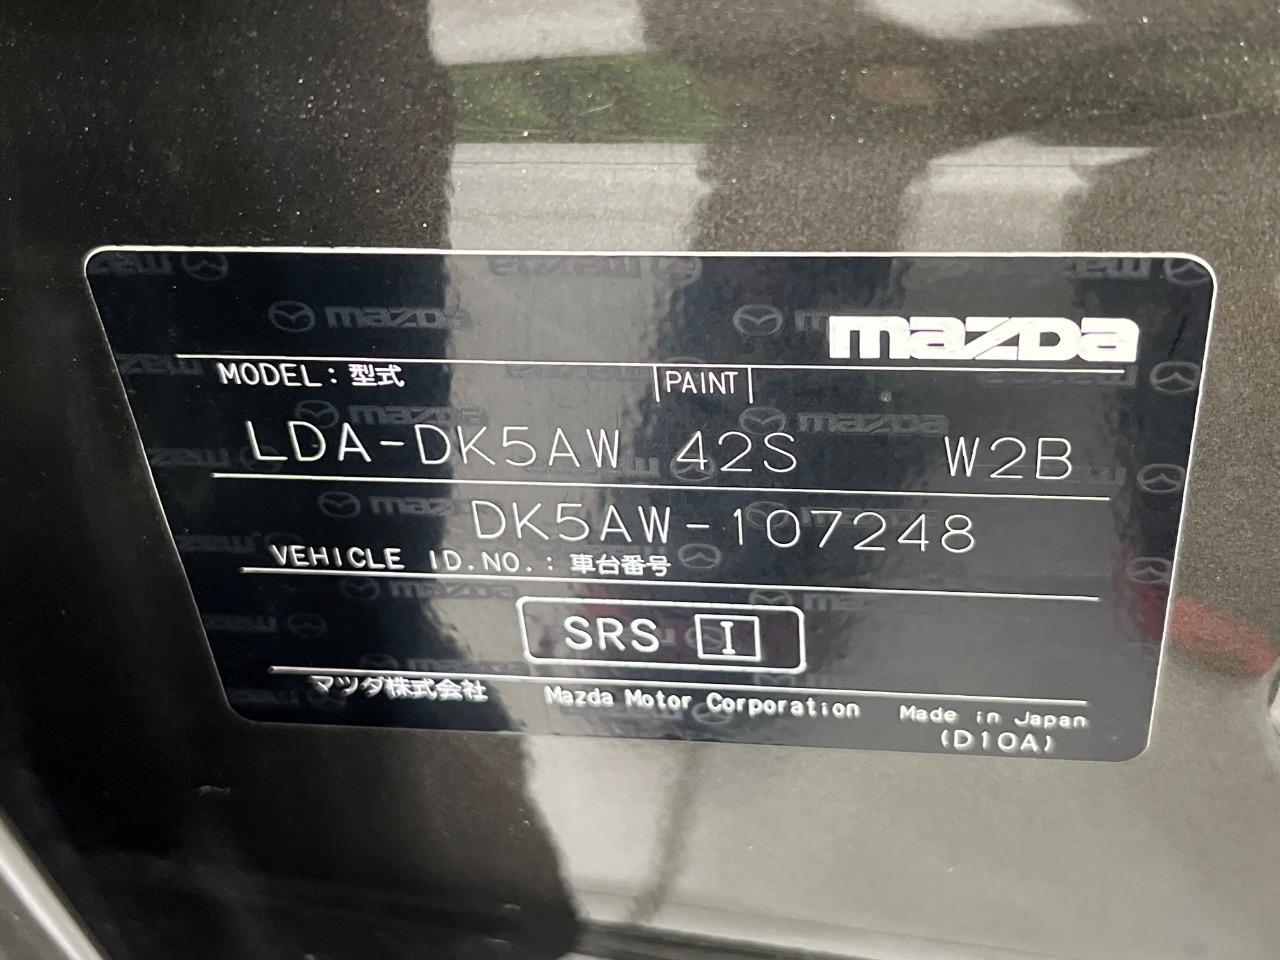 mazda
MODEL:型式 PAINT
LDA-DK5AW 42S W2B
DK5AW-107248
VEHICLE ID.NO.:車台番号
SRS I
マツダ株式会社 Mazda Motor Corporation Made in Japan
(D10A)